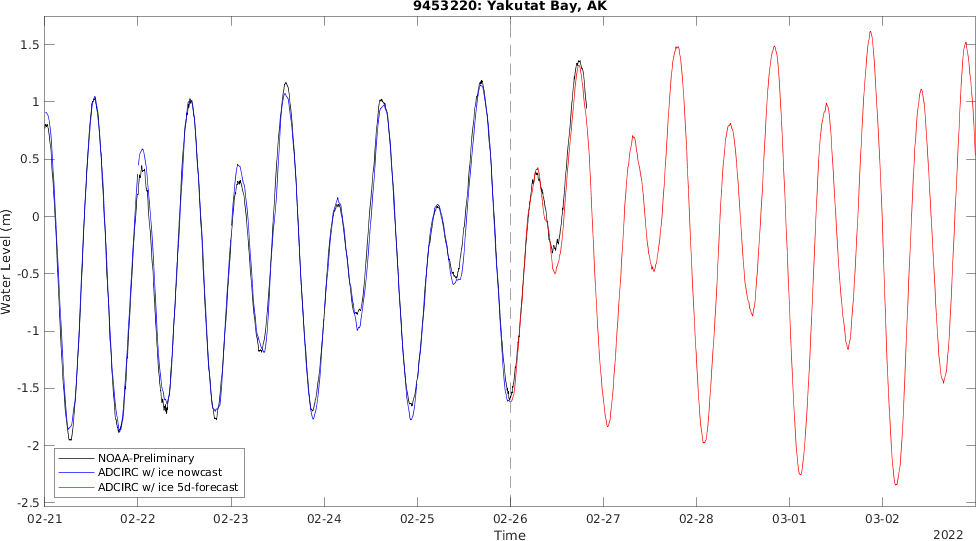 9453220: Yakutat Bay, AK
Water Level (m)
1.5
1
0.5
0
-0.5
-1
-1.5
-2
-2.5
NOAA-Preliminary
ADCIRC w/ ice nowcast
ADCIRC w/ ice 5d-forecast
02-21 02-22 02-23 02-24 02-25 02-26 02-27 02-28 03-01 03-02
Time
2022